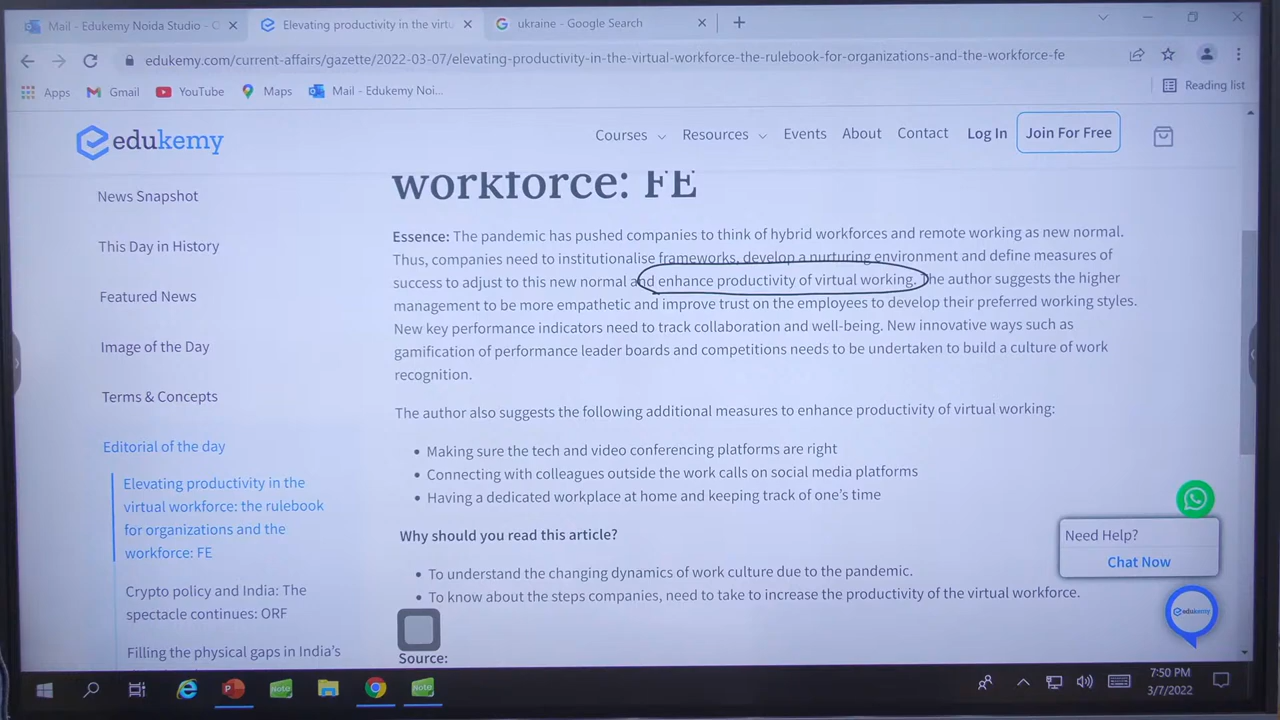 Mail - Edukemy Noida Studio - O
Elevating productivity in the virtu
ukraine - Google Search
edukemy.com/current-affairs/gazette/2022-03-07/elevating-productivity-in-the-virtual-workforce-the-rulebook-for-organizations-and-the-workforce-fe
Apps
Gmail
YouTube
Maps
Mail - Edukemy Noi...
Reading list
edukemy
Courses
Resources
Events
About
Contact
Log In
Join For Free
News Snapshot
This Day in History
Featured News
Image of the Day
Terms & Concepts
Editorial of the day
Elevating productivity in the
virtual workforce: the rulebook
for organizations and the
workforce: FE
Crypto policy and India: The
spectacle continues: ORF
Filling the physical gaps in India's
workforce: FE
Essence: The pandemic has pushed companies to think of hybrid workforces and remote working as new normal.
Thus, companies need to institutionalise frameworks, develop a nurturing environment and define measures of
success to adjust to this new normal and enhance productivity of virtual working. The author suggests the higher
management to be more empathetic and improve trust on the employees to develop their preferred working styles.
New key performance indicators need to track collaboration and well-being. New innovative ways such as
gamification of performance leader boards and competitions needs to be undertaken to build a culture of work
recognition.
The author also suggests the following additional measures to enhance productivity of virtual working:
• Making sure the tech and video conferencing platforms are right
• Connecting with colleagues outside the work calls on social media platforms
• Having a dedicated workplace at home and keeping track of one's time
Why should you read this article?
• To understand the changing dynamics of work culture due to the pandemic.
• To know about the steps companies, need to take to increase the productivity of the virtual workforce.
Source:
Need Help?
Chat Now
edukemy
Note
Note
7:50 PM
3/7/2022